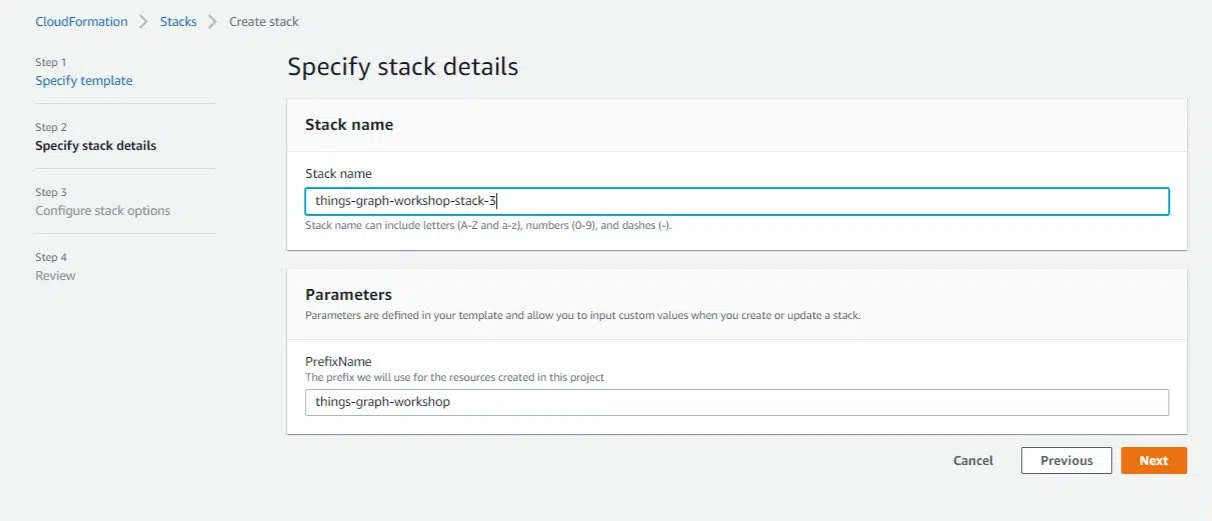 CloudFormation > Stacks > Create stack
Step 1
Specify template
Step 2
Specify stack details
Step 3
Configure stack options
Step 4
Review
Specify stack details
Stack name
Stack name
things-graph-workshop-stack-3
Stack name can include letters (A-Z and a-z), numbers (0-9), and dashes (-).
Parameters
Parameters are defined in your template and allow you to input custom values when you create or update a stack.
PrefixName
The prefix we will use for the resources created in this project
things-graph-workshop
Cancel Previous Next